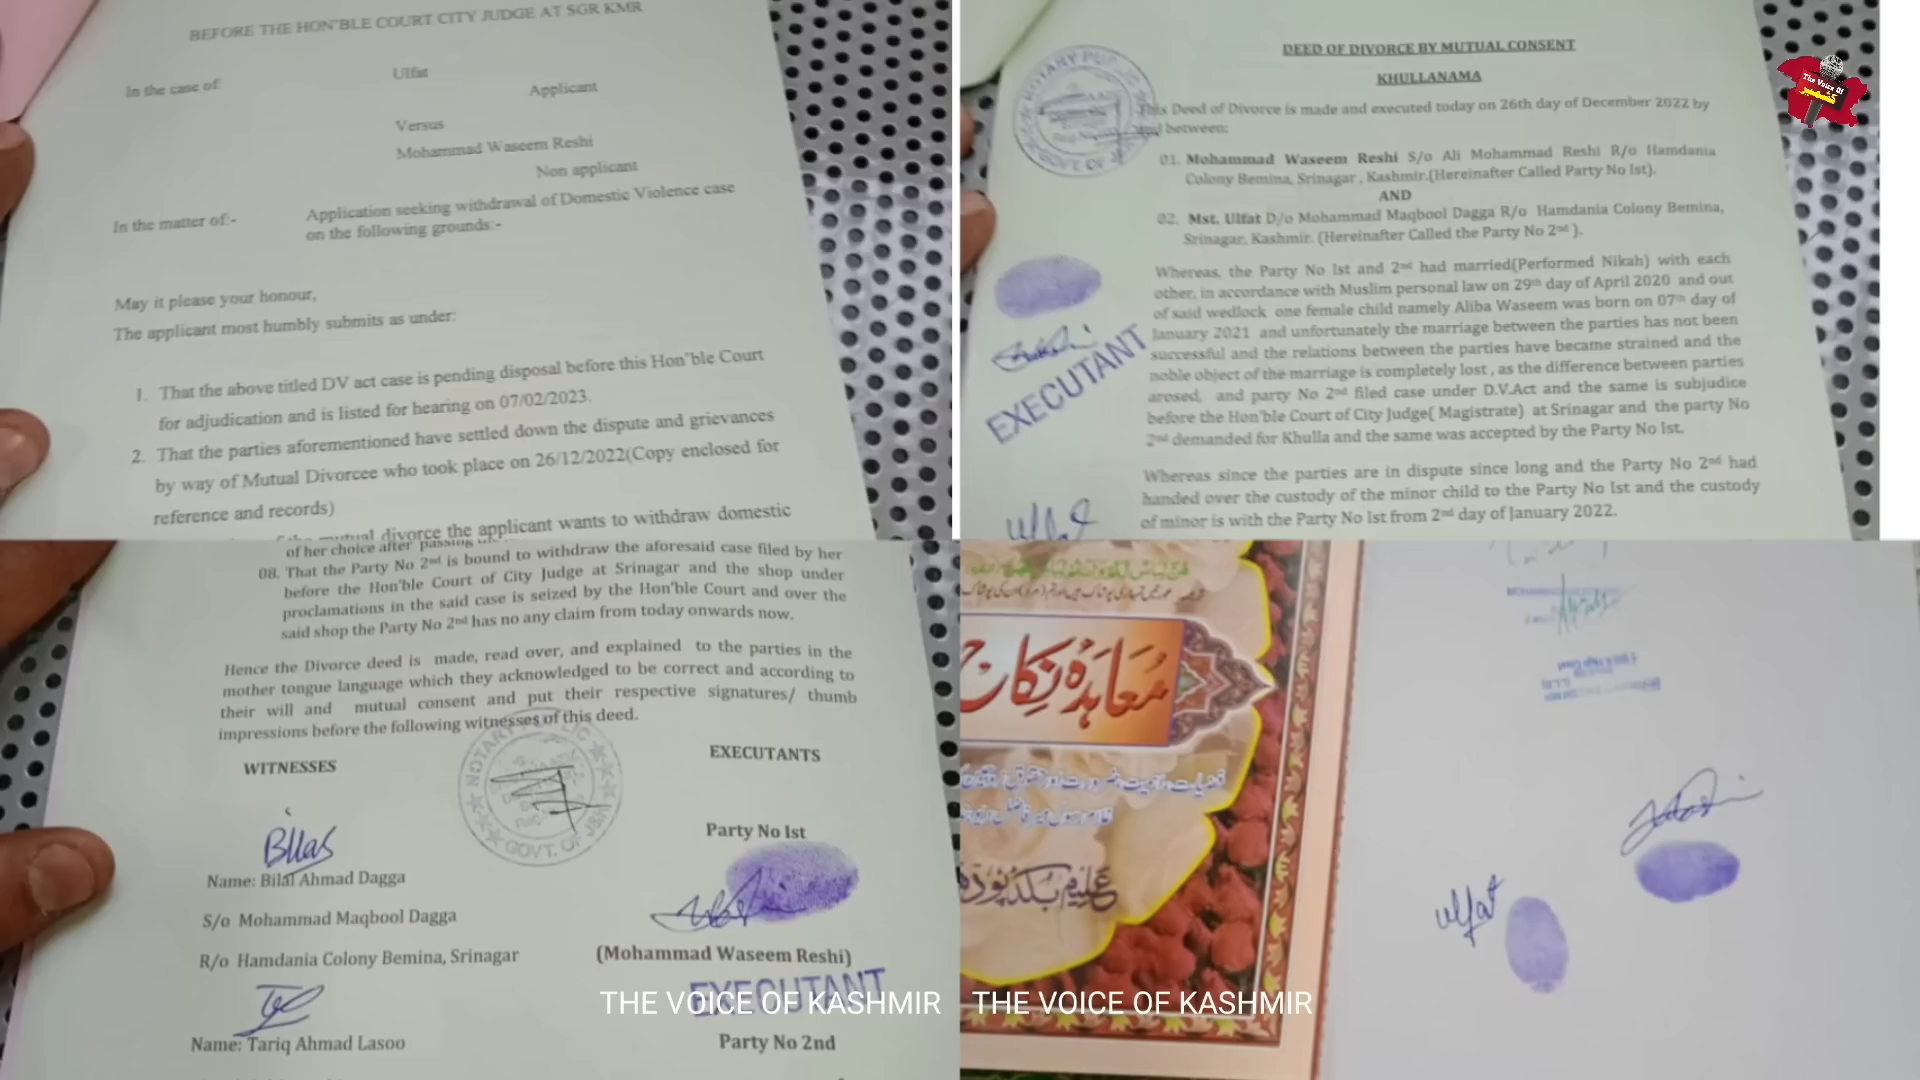 BEFORE THE HON'BLE COURT CITY JUDGE AT SGR KMR
In the case of:
Ulfat
Applicant
Versus
Mohammad Waseem Reshi
Non applicant
In the matter of:-
Application seeking withdrawal of Domestic Violence case
on the following grounds:-
May it please your honour,
The applicant most humbly submits as under:
1. That the above titled DV act case is pending disposal before this Hon'ble Court
for adjudication and is listed for hearing on 07/02/2023.
2. That the parties aforementioned have settled down the dispute and grievances
by way of Mutual Divorcee who took place on 26/12/2022(Copy enclosed for
reference and records)
mutual divorce the applicant wants to withdraw domestic
DEED OF DIVORCE BY MUTUAL CONSENT
KHULLANAMA
This Deed of Divorce is made and executed today on 26th day of December 2022 by
and between:
01. Mohammad Waseem Reshi S/o Ali Mohammad Reshi R/o Hamdania
Colony Bemina, Srinagar, Kashmir.(Hereinafter Called Party No Ist).
AND
02. Mst. Ulfat D/o Mohammad Maqbool Dagga R/o Hamdania Colony Bemina,
Srinagar, Kashmir. (Hereinafter Called the Party No 2nd ).
Whereas, the Party No Ist and 2nd had married(Performed Nikah) with each
other, in accordance with Muslim personal law on 29th day of April 2020 and out
of said wedlock one female child namely Aliba Waseem was born on 07th day of
January 2021 and unfortunately the marriage between the parties has not been
successful and the relations between the parties have became strained and the
noble object of the marriage is completely lost , as the difference between parties
arosed, and party No 2nd filed case under D.V.Act and the same is subjudice
before the Hon'ble Court of City Judge( Magistrate) at Srinagar and the party No
2nd demanded for Khulla and the same was accepted by the Party No Ist.
Whereas since the parties are in dispute since long and the Party No 2nd had
handed over the custody of the minor child to the Party No Ist and the custody
of minor is with the Party No Ist from 2nd day of January 2022.
NOTARY PUBLIC
EXECUTANT
The Voice Of
of her choice after passing
08. That the Party No 2nd is bound to withdraw the aforesaid case filed by her
before the Hon'ble Court of City Judge at Srinagar and the shop under
proclamations in the said case is seized by the Hon'ble Court and over the
said shop the Party No 2nd has no any claim from today onwards now.
Hence the Divorce deed is made, read over, and explained to the parties in the
mother tongue language which they acknowledged to be correct and according to
their will and mutual consent and put their respective signatures/ thumb
impressions before the following witnesses of this deed.
WITNESSES
EXECUTANTS
NOTARY PUBLIC
GOVT. OF J&K
Party No Ist
Name: Bilal Ahmad Dagga
S/o Mohammad Maqbool Dagga
R/o Hamdania Colony Bemina, Srinagar
(Mohammad Waseem Reshi)
EXECUTANT
Name: Tariq Ahmad Lasoo
Party No 2nd
معاہدہ نکاح
Ulfat
THE VOICE OF KASHMIR
THE VOICE OF KASHMIR